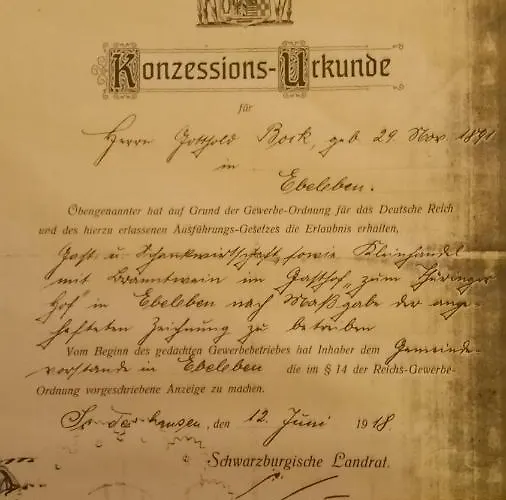 Konzessions-Urkunde
für
Herrn Gotthold Bock, geb 29. Nov. 1891
in
Ebeleben.
Obengenannter hat auf Grund der Gewerbe-Ordnung für das Deutsche Reich
und des hierzu erlassenen Ausführungs-Gesetzes die Erlaubnis erhalten,
Gast u. Schankwirtschaft, sowie Kleinhandel
mit Branntwein im Gasthof „zum Thüringer
Hof in Ebeleben nach Maßgabe der ange-
hefteten Zeichnung zu betreiben
Vom Beginn des gedachten Gewerbebetriebes hat Inhaber dem Gemeinde-
vorstande in Ebeleben die im § 14 der Reichs-Gewerbe-
Ordnung vorgeschriebene Anzeige zu machen.
Sondershausen, den 12. Juni 1918
Schwarzburgische Landrat.